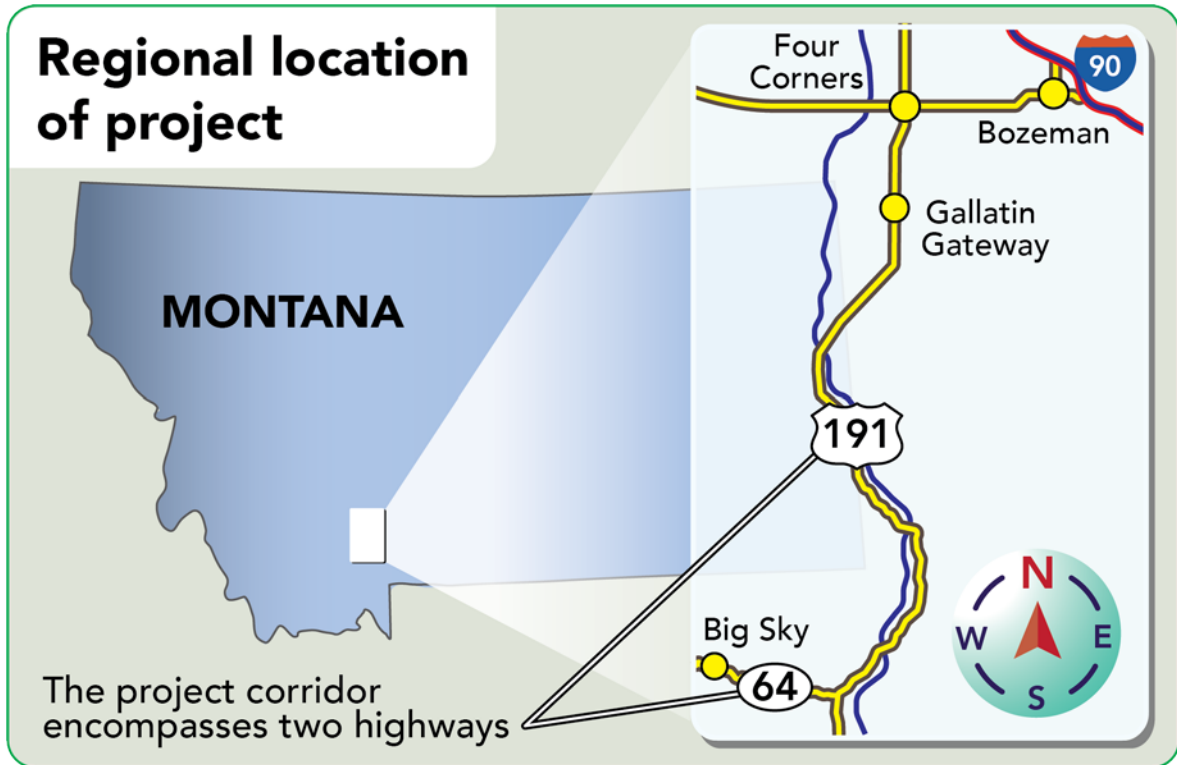 Regional location
of project
MONTANA
The project corridor
encompasses two highways
Four
Corners
90
Bozeman
Gallatin
Gateway
191
Big Sky
64
N
W
E
S